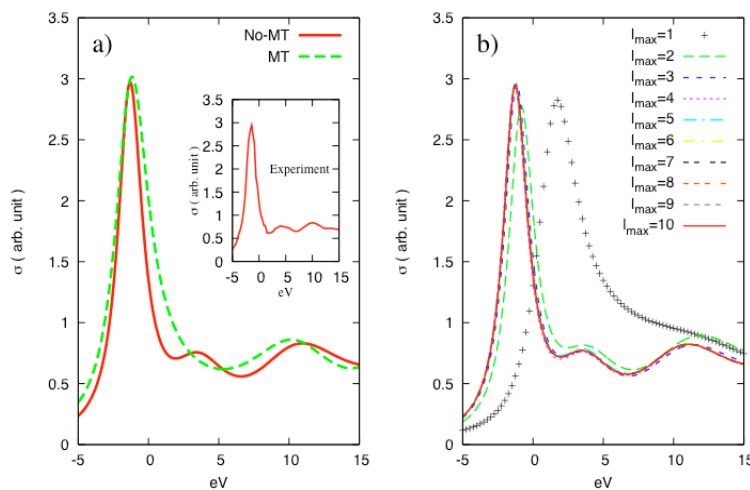 a)
No-MT
MT
3.5
3
2.5
2
1.5
1
0.5
0
σ ( arb. unit )
-5
0
5
10
15
eV
3.5
3
2.5
2
1.5
1
0.5
0
σ ( arb. unit )
Experiment
-5
0
5
10
15
eV
b)
lmax=1
lmax=2
lmax=3
lmax=4
lmax=5
lmax=6
lmax=7
lmax=8
lmax=9
lmax=10
3.5
3
2.5
2
1.5
1
0.5
0
σ ( arb. unit )
-5
0
5
10
15
eV